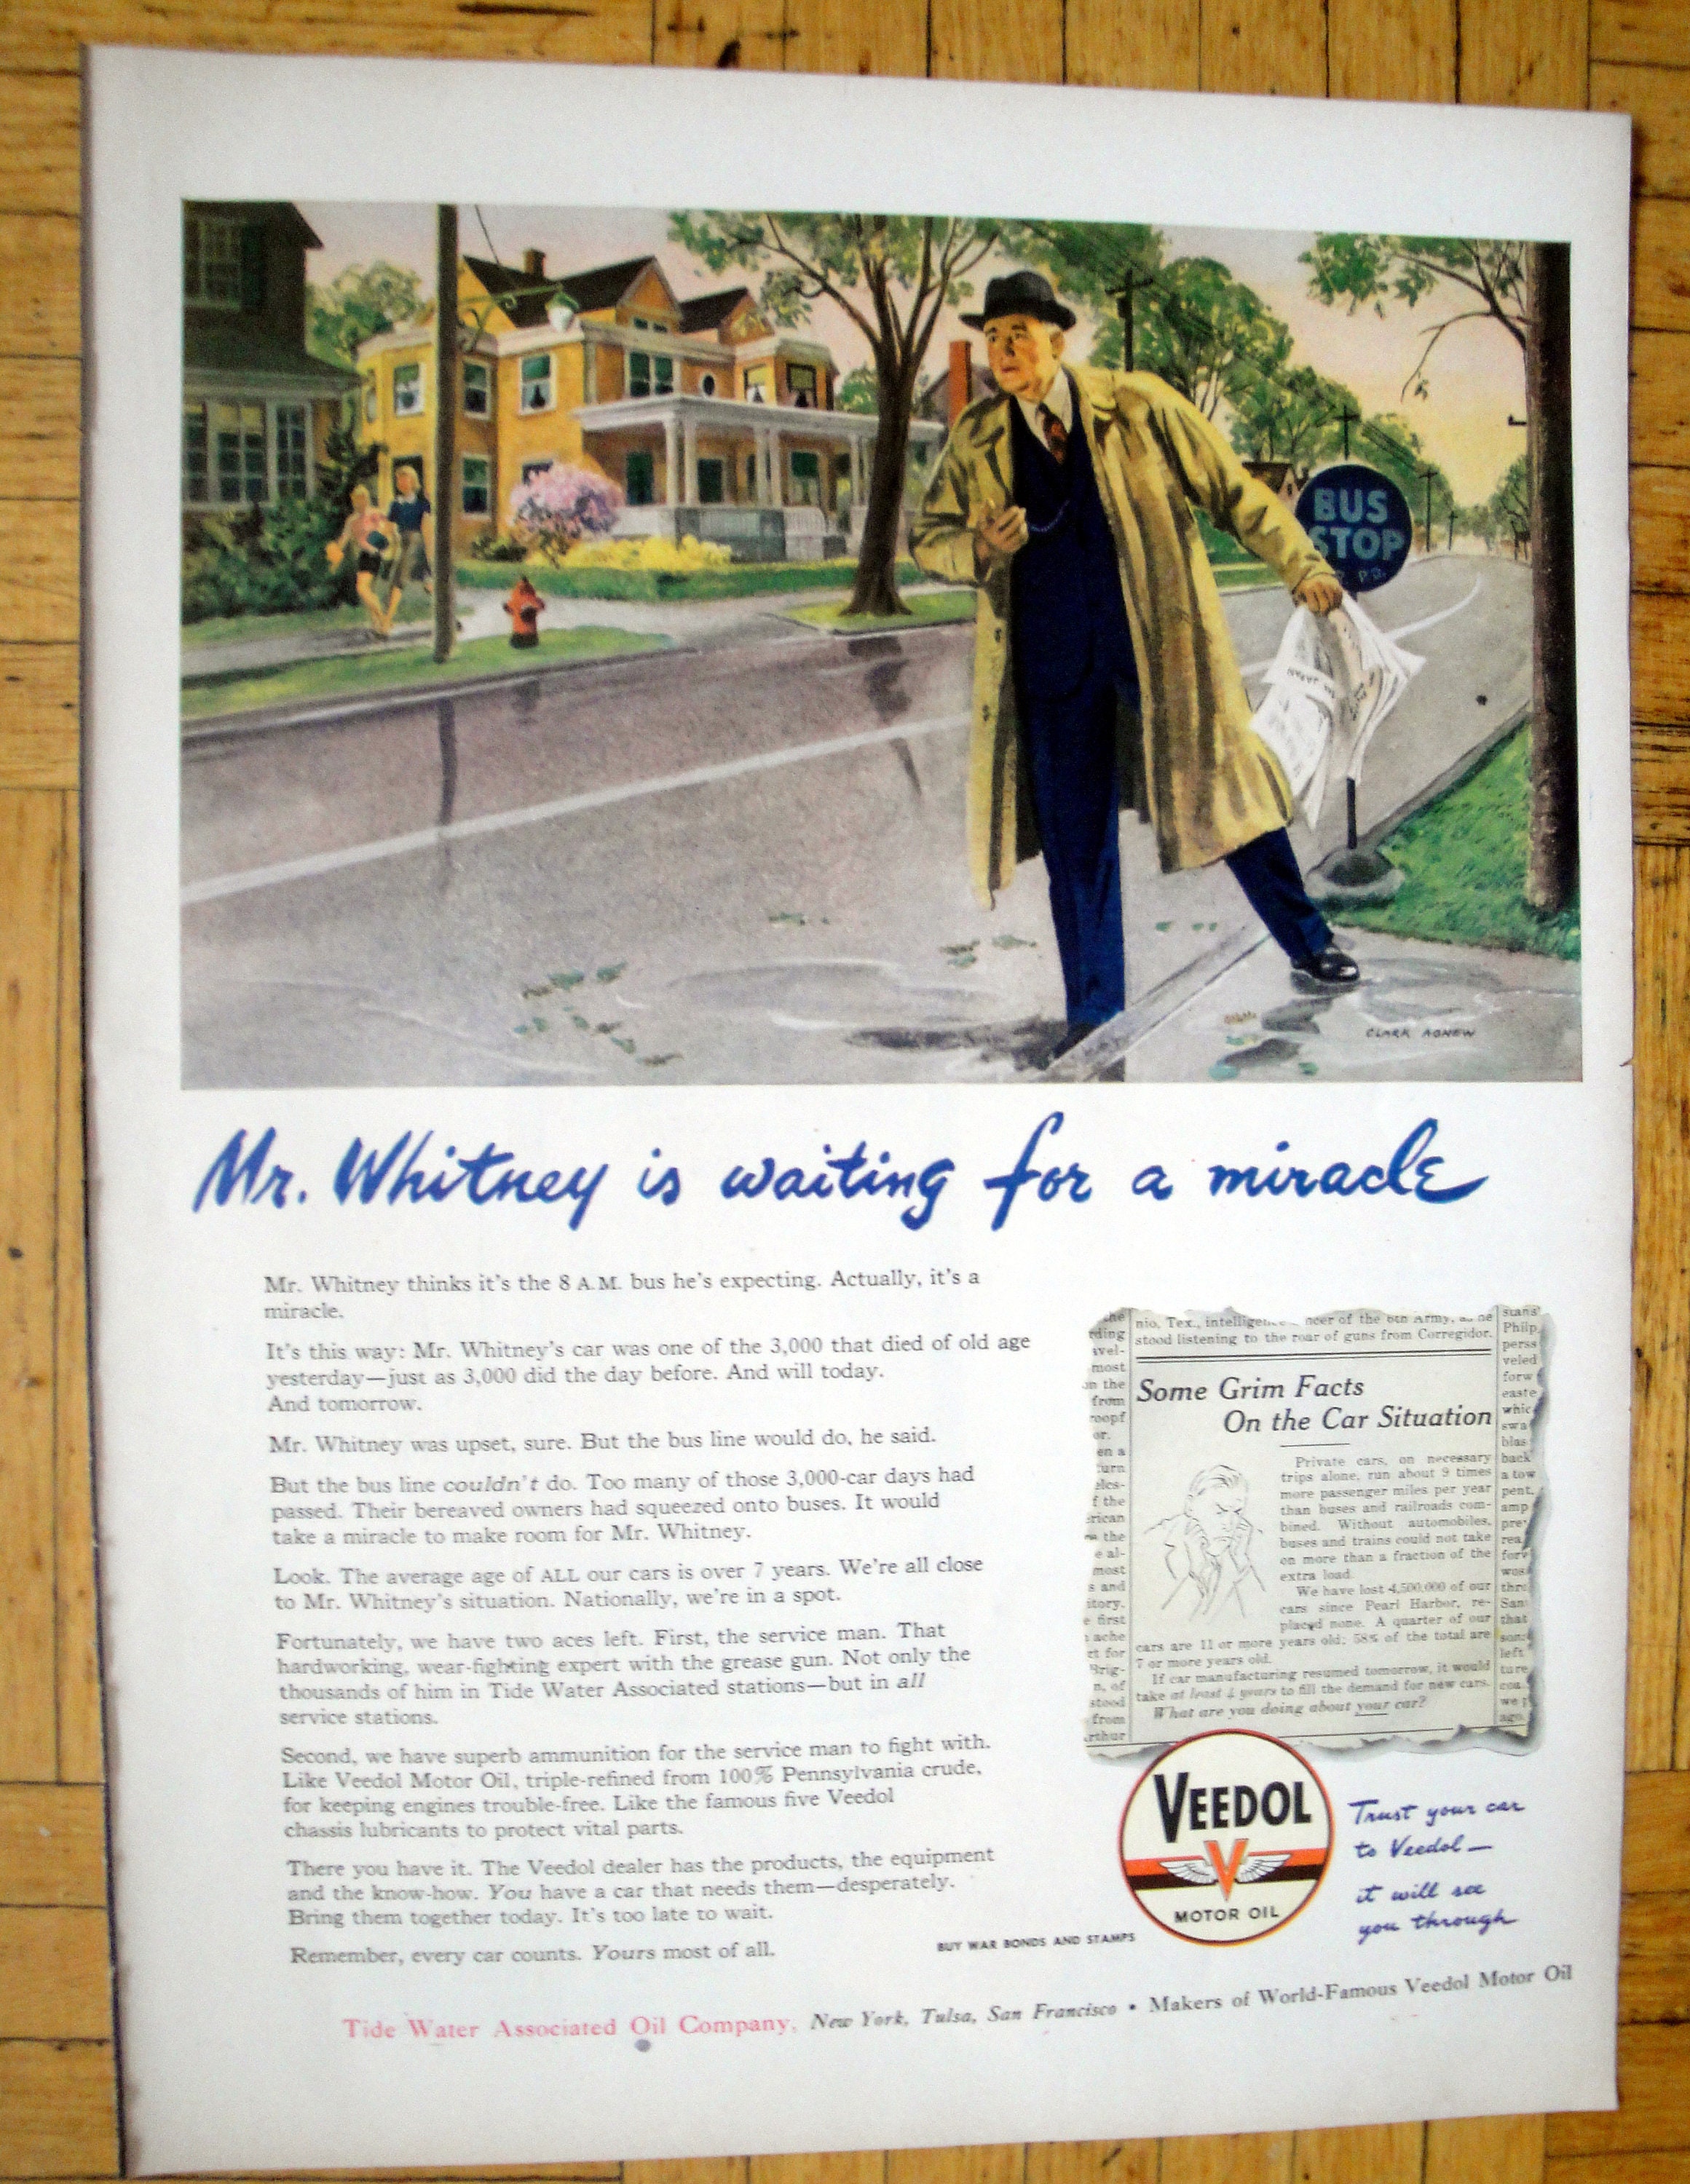 BUS
STOP
CLARK AGNEW
Mr. Whitney is waiting for a miracle
Mr. Whitney thinks it's the 8 A.M. bus he's expecting. Actually, it's a
miracle.
It's this way: Mr. Whitney's car was one of the 3,000 that died of old age
yesterday—just as 3,000 did the day before. And will today.
And tomorrow.
Mr. Whitney was upset, sure. But the bus line would do, he said.
But the bus line couldn't do. Too many of those 3,000-car days had
passed. Their bereaved owners had squeezed onto buses. It would
take a miracle to make room for Mr. Whitney.
Look. The average age of ALL our cars is over 7 years. We're all close
to Mr. Whitney's situation. Nationally, we're in a spot.
Fortunately, we have two aces left. First, the service man. That
hardworking, wear-fighting expert with the grease gun. Not only the
thousands of him in Tide Water Associated stations—but in all
service stations.
Second, we have superb ammunition for the service man to fight with.
Like Veedol Motor Oil, triple-refined from 100% Pennsylvania crude,
for keeping engines trouble-free. Like the famous five Veedol
chassis lubricants to protect vital parts.
There you have it. The Veedol dealer has the products, the equipment
and the know-how. You have a car that needs them—desperately.
Bring them together today. It's too late to wait.
Remember, every car counts. Yours most of all.
nio, Tex., of the 6th Army,
stood listening to the roar of guns from Corregidor.
Some Grim Facts
On the Car Situation
Private cars, on necessary
trips alone, run about 9 times
more passenger miles per year
than buses and railroads com-
bined. Without automobiles,
buses and trains could not take
on more than a fraction of the
extra load.
We have lost 4,500,000 of our
cars since Pearl Harbor, re-
placed none. A quarter of our
cars are 11 or more years old; 58% of the total are
7 or more years old.
If car manufacturing resumed tomorrow, it would
take at least 4 years to fill the demand for new cars.
What are you doing about your car?
VEEDOL
V
MOTOR OIL
Trust your car
to Veedol—
it will see
you through
BUY WAR BONDS AND STAMPS
Tide Water Associated Oil Company, New York, Tulsa, San Francisco • Makers of World-Famous Veedol Motor Oil